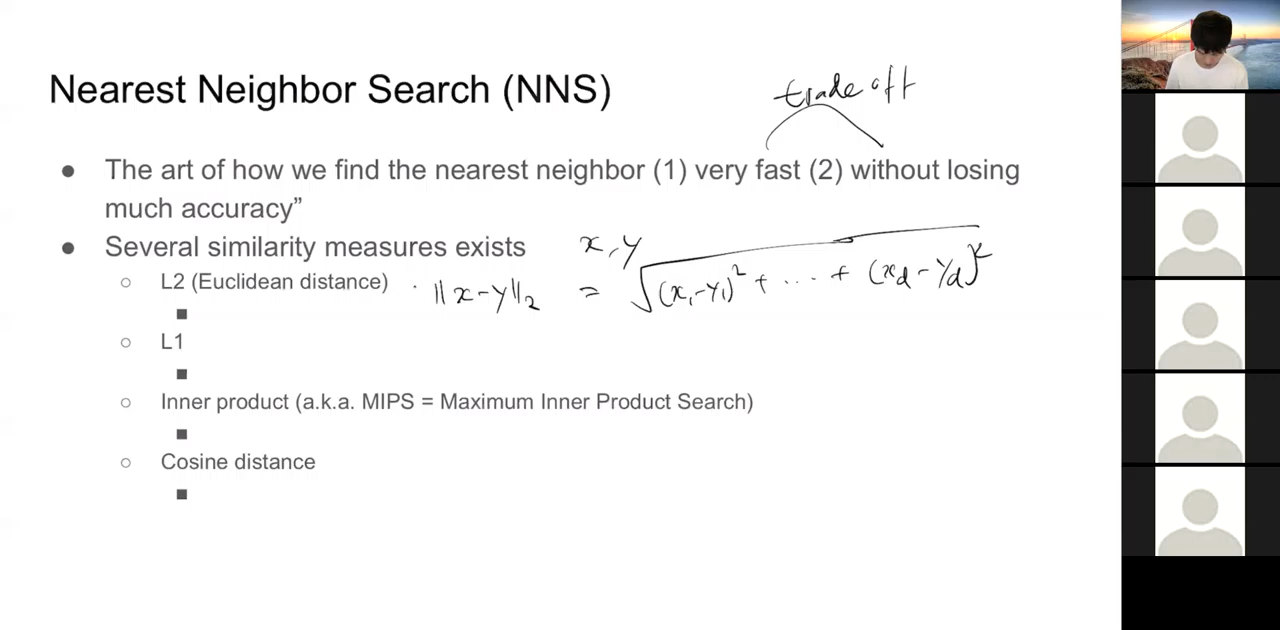 Nearest Neighbor Search (NNS)
trade off
● The art of how we find the nearest neighbor (1) very fast (2) without losing
much accuracy”
● Several similarity measures exists
x, y
○ L2 (Euclidean distance) · ||x-y||₂ = √(x₁-y₁)² + ... + (x_d - y_d)²
■
○ L1
■
○ Inner product (a.k.a. MIPS = Maximum Inner Product Search)
■
○ Cosine distance
■